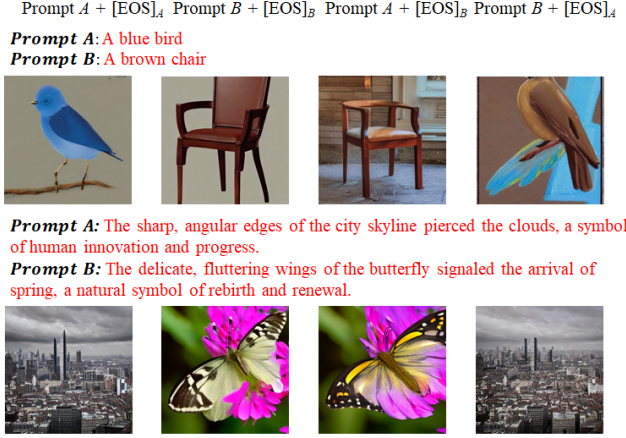 Prompt A + [EOS]A Prompt B + [EOS]B Prompt A + [EOS]B Prompt B + [EOS]A
Prompt A: A blue bird
Prompt B: A brown chair
Prompt A: The sharp, angular edges of the city skyline pierced the clouds, a symbol
of human innovation and progress.
Prompt B: The delicate, fluttering wings of the butterfly signaled the arrival of
spring, a natural symbol of rebirth and renewal.